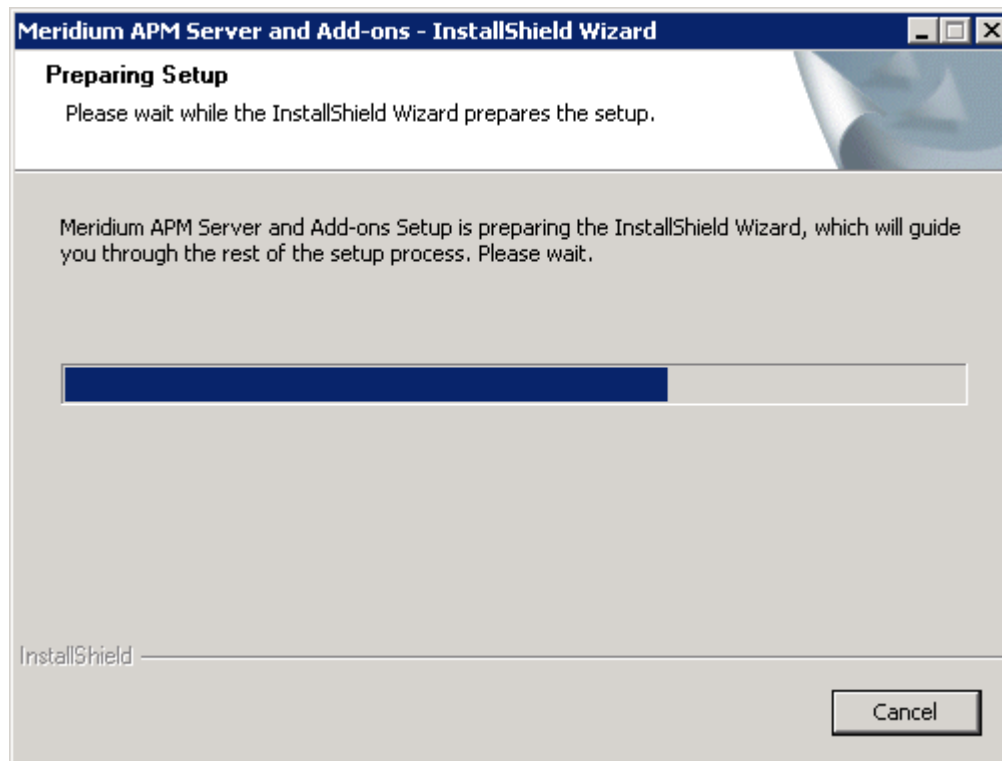 Meridium APM Server and Add-ons - InstallShield Wizard
Preparing Setup
Please wait while the InstallShield Wizard prepares the setup.
Meridium APM Server and Add-ons Setup is preparing the InstallShield Wizard, which will guide
you through the rest of the setup process. Please wait.
InstallShield
Cancel